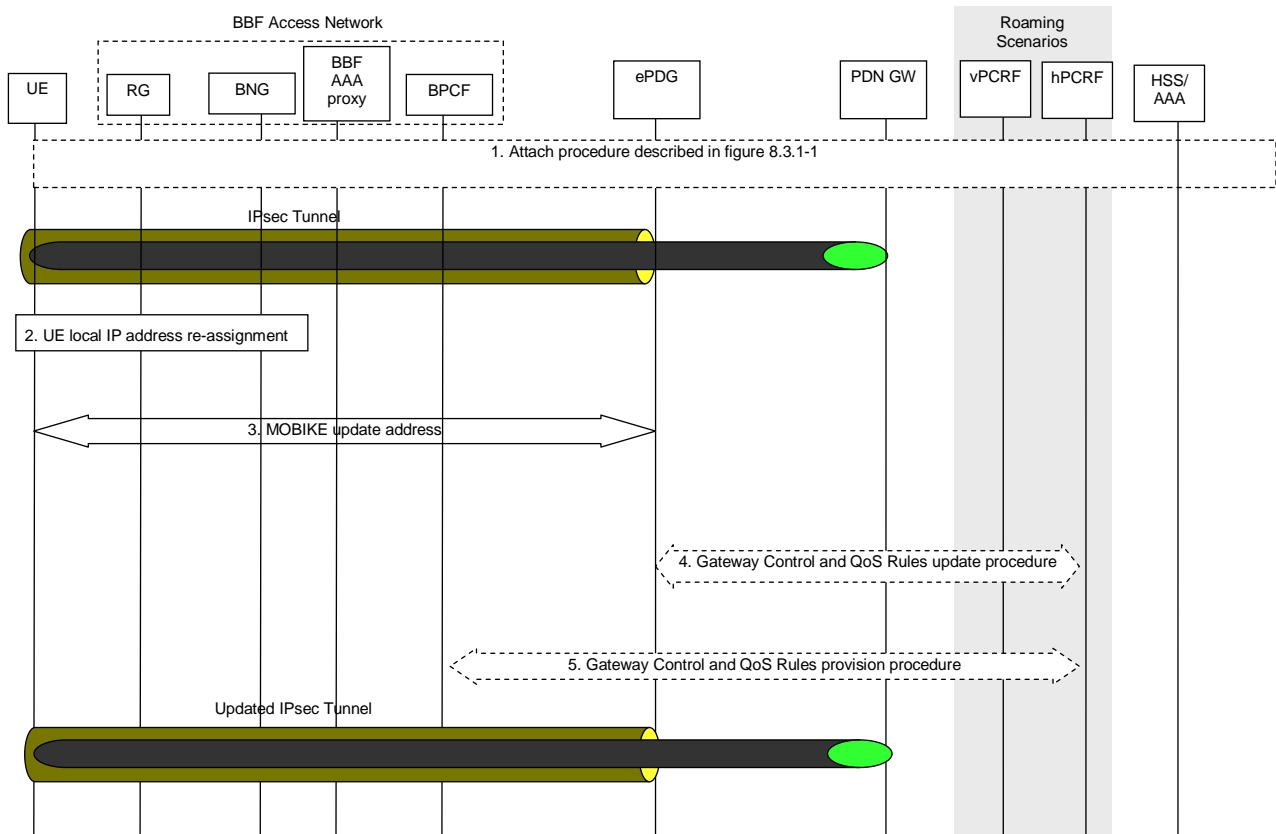 BBF Access Network
Roaming
Scenarios
UE
RG
BNG
BBF
AAA
proxy
BPCF
ePDG
PDN GW
vPCRF
hPCRF
HSS/
AAA
1. Attach procedure described in figure 8.3.1-1
IPsec Tunnel
2. UE local IP address re-assignment
3. MOBIKE update address
4. Gateway Control and QoS Rules update procedure
5. Gateway Control and QoS Rules provision procedure
Updated IPsec Tunnel